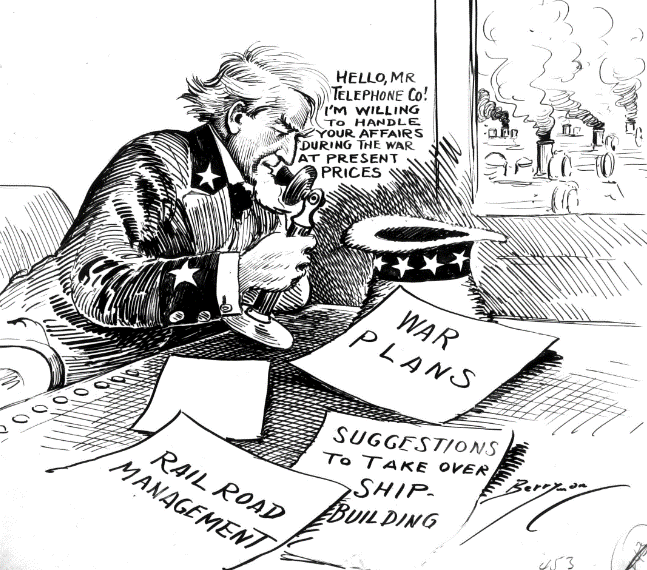 HELLO, MR
TELEPHONE CO!
I'M WILLING
TO HANDLE
YOUR AFFAIRS
DURING THE WAR
AT PRESENT
PRICES
WAR
PLANS
SUGGESTIONS
TO TAKE OVER
SHIP-
BUILDING
RAIL ROAD
MANAGEMENT
Berryman